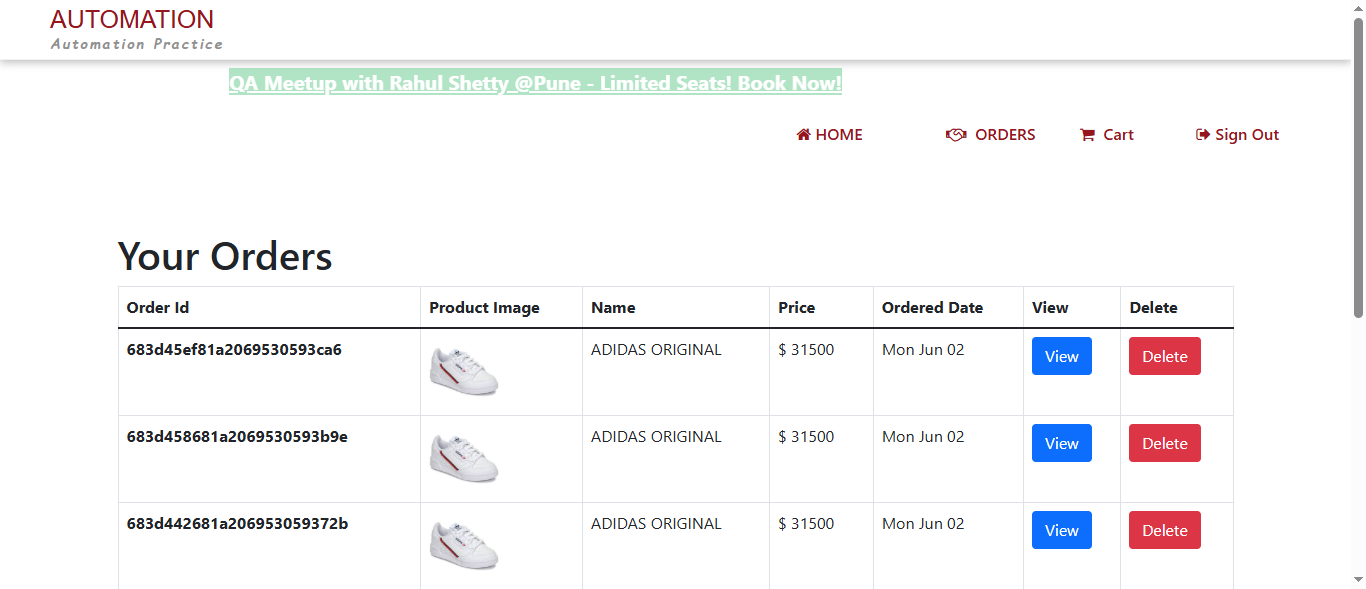 AUTOMATION
Automation Practice
QA Meetup with Rahul Shetty @Pune - Limited Seats! Book Now!
HOME ORDERS Cart Sign Out
Your Orders
Order Id Product Image Name Price Ordered Date View Delete
683d45ef81a2069530593ca6 ADIDAS ORIGINAL $ 31500 Mon Jun 02 View Delete
683d458681a2069530593b9e ADIDAS ORIGINAL $ 31500 Mon Jun 02 View Delete
683d442681a206953059372b ADIDAS ORIGINAL $ 31500 Mon Jun 02 View Delete